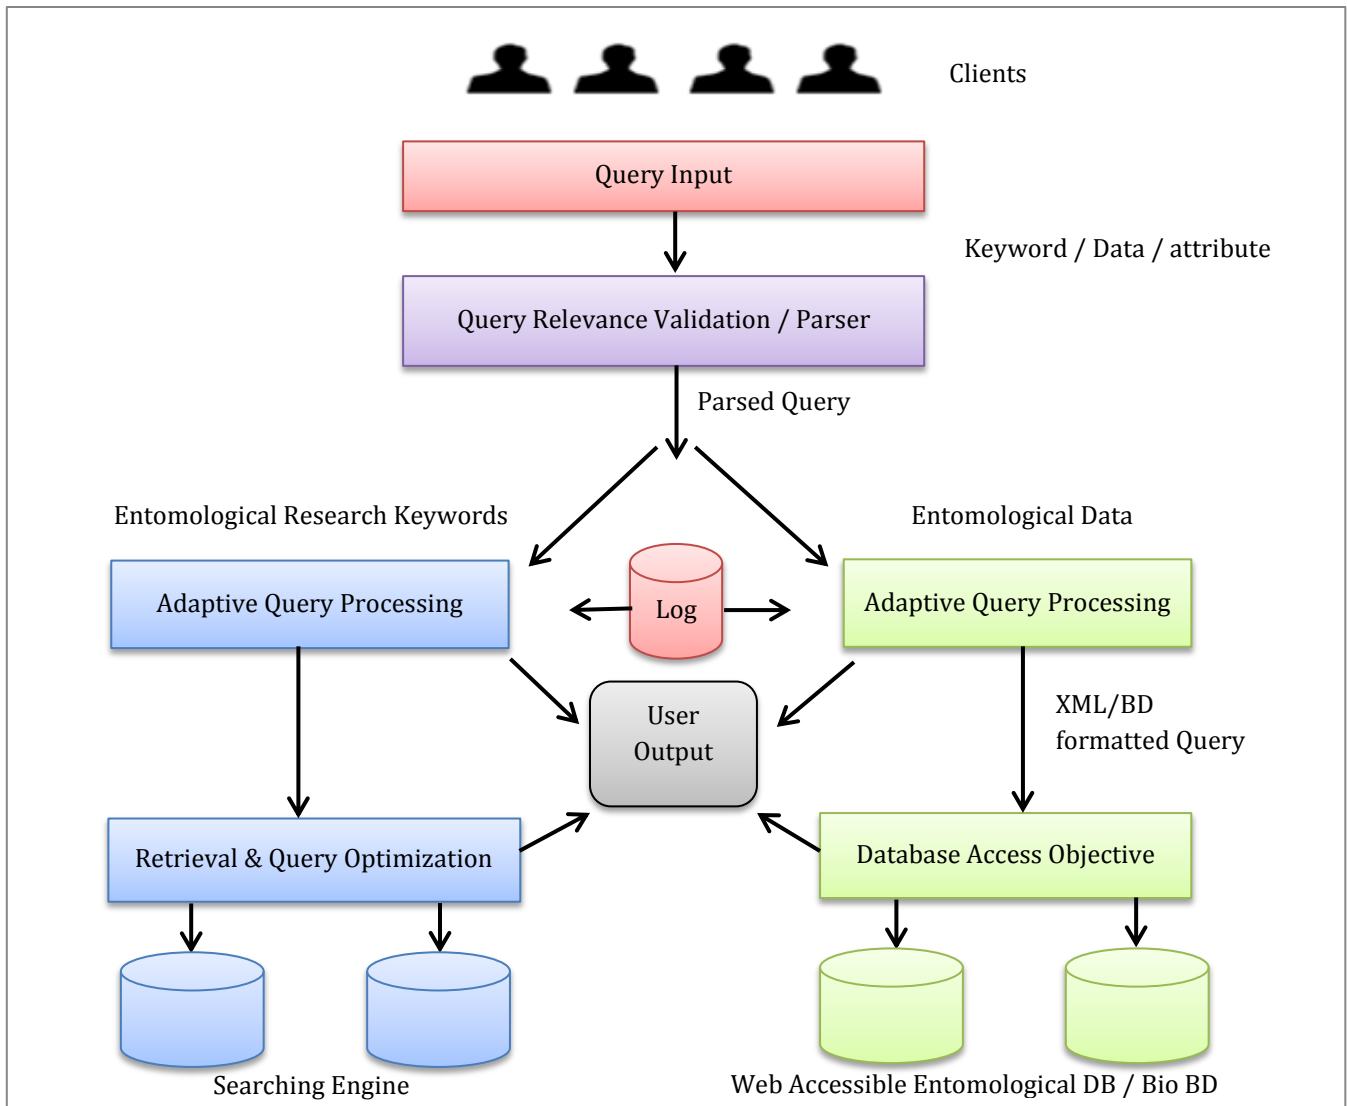 Clients
Query Input
Keyword / Data / attribute
Query Relevance Validation / Parser
Parsed Query
Entomological Research Keywords
Entomological Data
Adaptive Query Processing
Log
Adaptive Query Processing
User
Output
XML/BD
formatted Query
Retrieval & Query Optimization
Database Access Objective
Searching Engine
Web Accessible Entomological DB / Bio BD